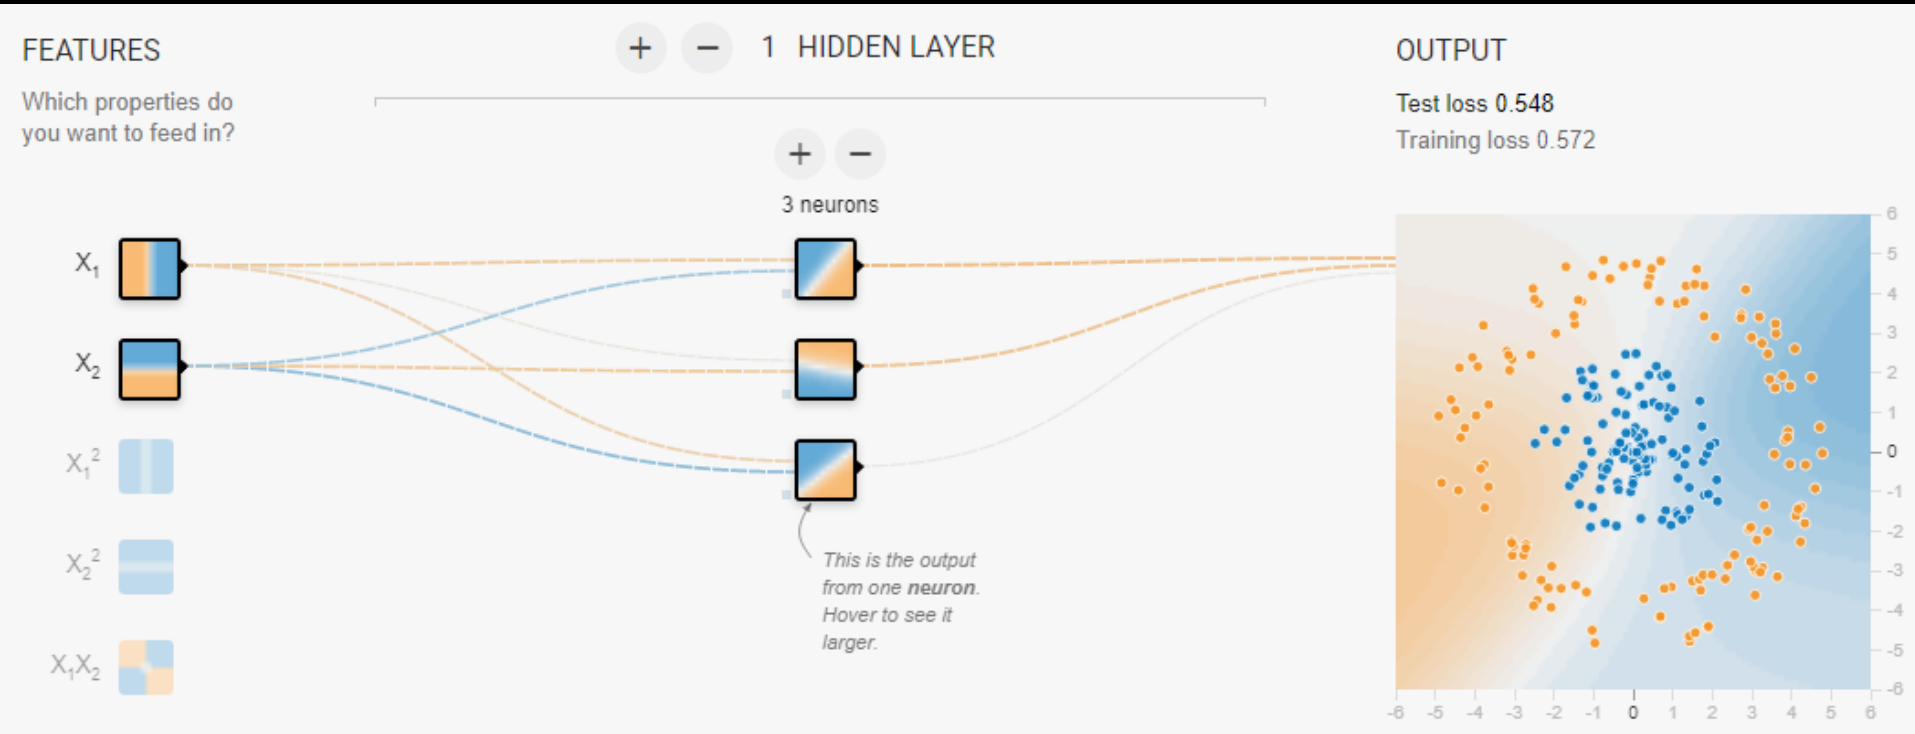 FEATURES
Which properties do
you want to feed in?
+ − 1 HIDDEN LAYER
+ −
3 neurons
X₁
X₂
X₁²
X₂²
X₁X₂
This is the output
from one neuron.
Hover to see it
larger.
OUTPUT
Test loss 0.548
Training loss 0.572
6
5
4
3
2
1
0
-1
-2
-3
-4
-5
-6
-6 -5 -4 -3 -2 -1 0 1 2 3 4 5 6